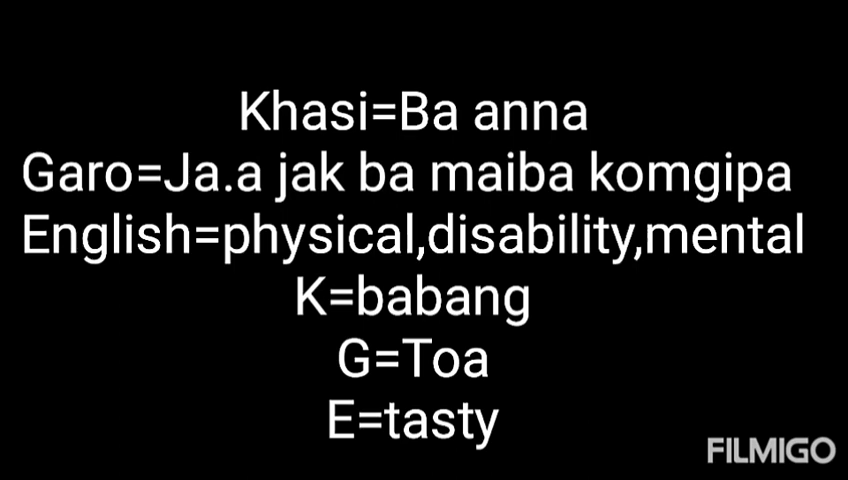 Khasi=Ba anna
Garo=Ja.a jak ba maiba komgipa
English=physical,disability,mental
K=babang
G=Toa
E=tasty
FILMIGO